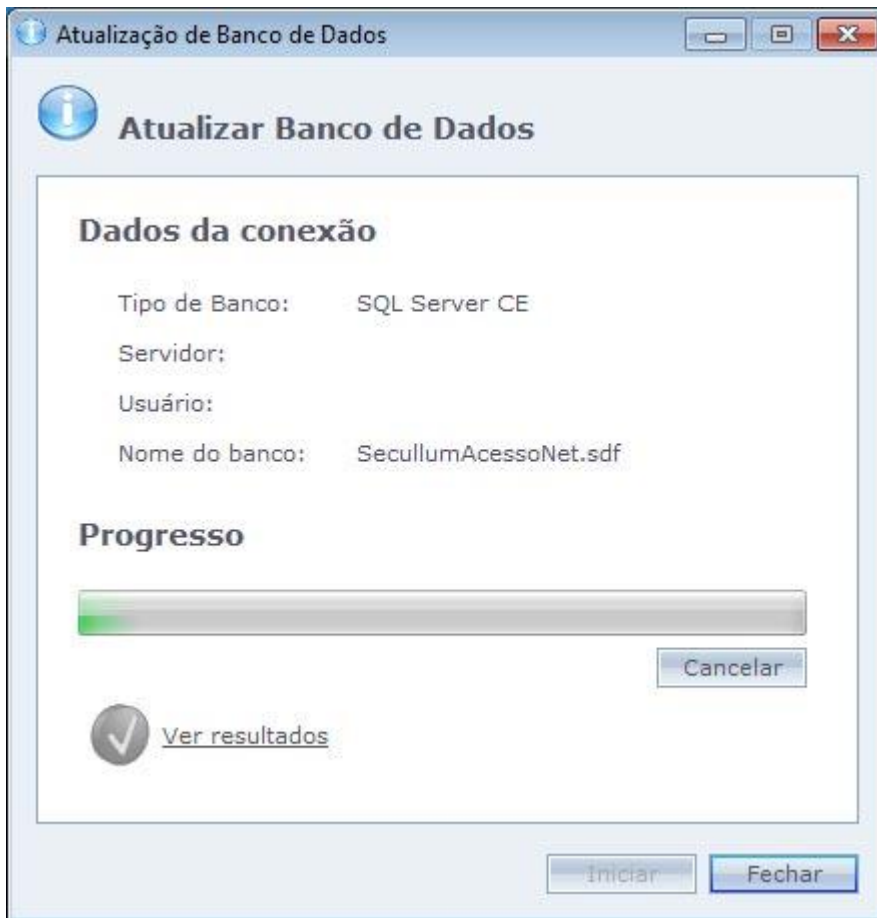 Atualização de Banco de Dados
Atualizar Banco de Dados
Dados da conexão
Tipo de Banco: SQL Server CE
Servidor:
Usuário:
Nome do banco: SecullumAcessoNet.sdf
Progresso
Cancelar
Ver resultados
Iniciar Fechar